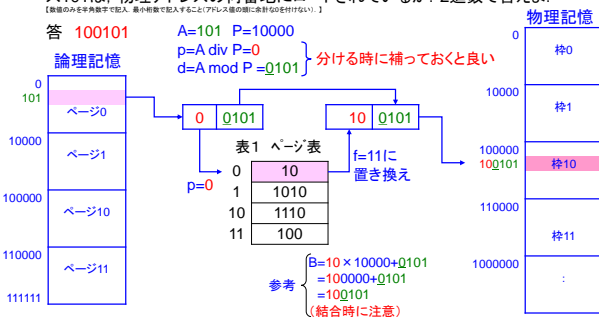 【数値のみを半角数字で記入. 最小桁数で記入すること(アドレス値の頭に余計な0を付けない). 】
答 100101
A=101 P=10000
p=A div P=0
d=A mod P =0101
分ける時に補っておくと良い
論理記憶
0
101
ページ0
10000
ページ1
100000
ページ10
110000
ページ11
111111
0 0101
10 0101
p=0
表1 ページ表
0 10
1 1010
10 1110
11 100
f=11に
置き換え
参考
B=10×10000+0101
=100000+0101
=100101
(結合時に注意)
物理記憶
0
枠0
10000
枠1
100000
100101
枠10
110000
枠11
1000000
: